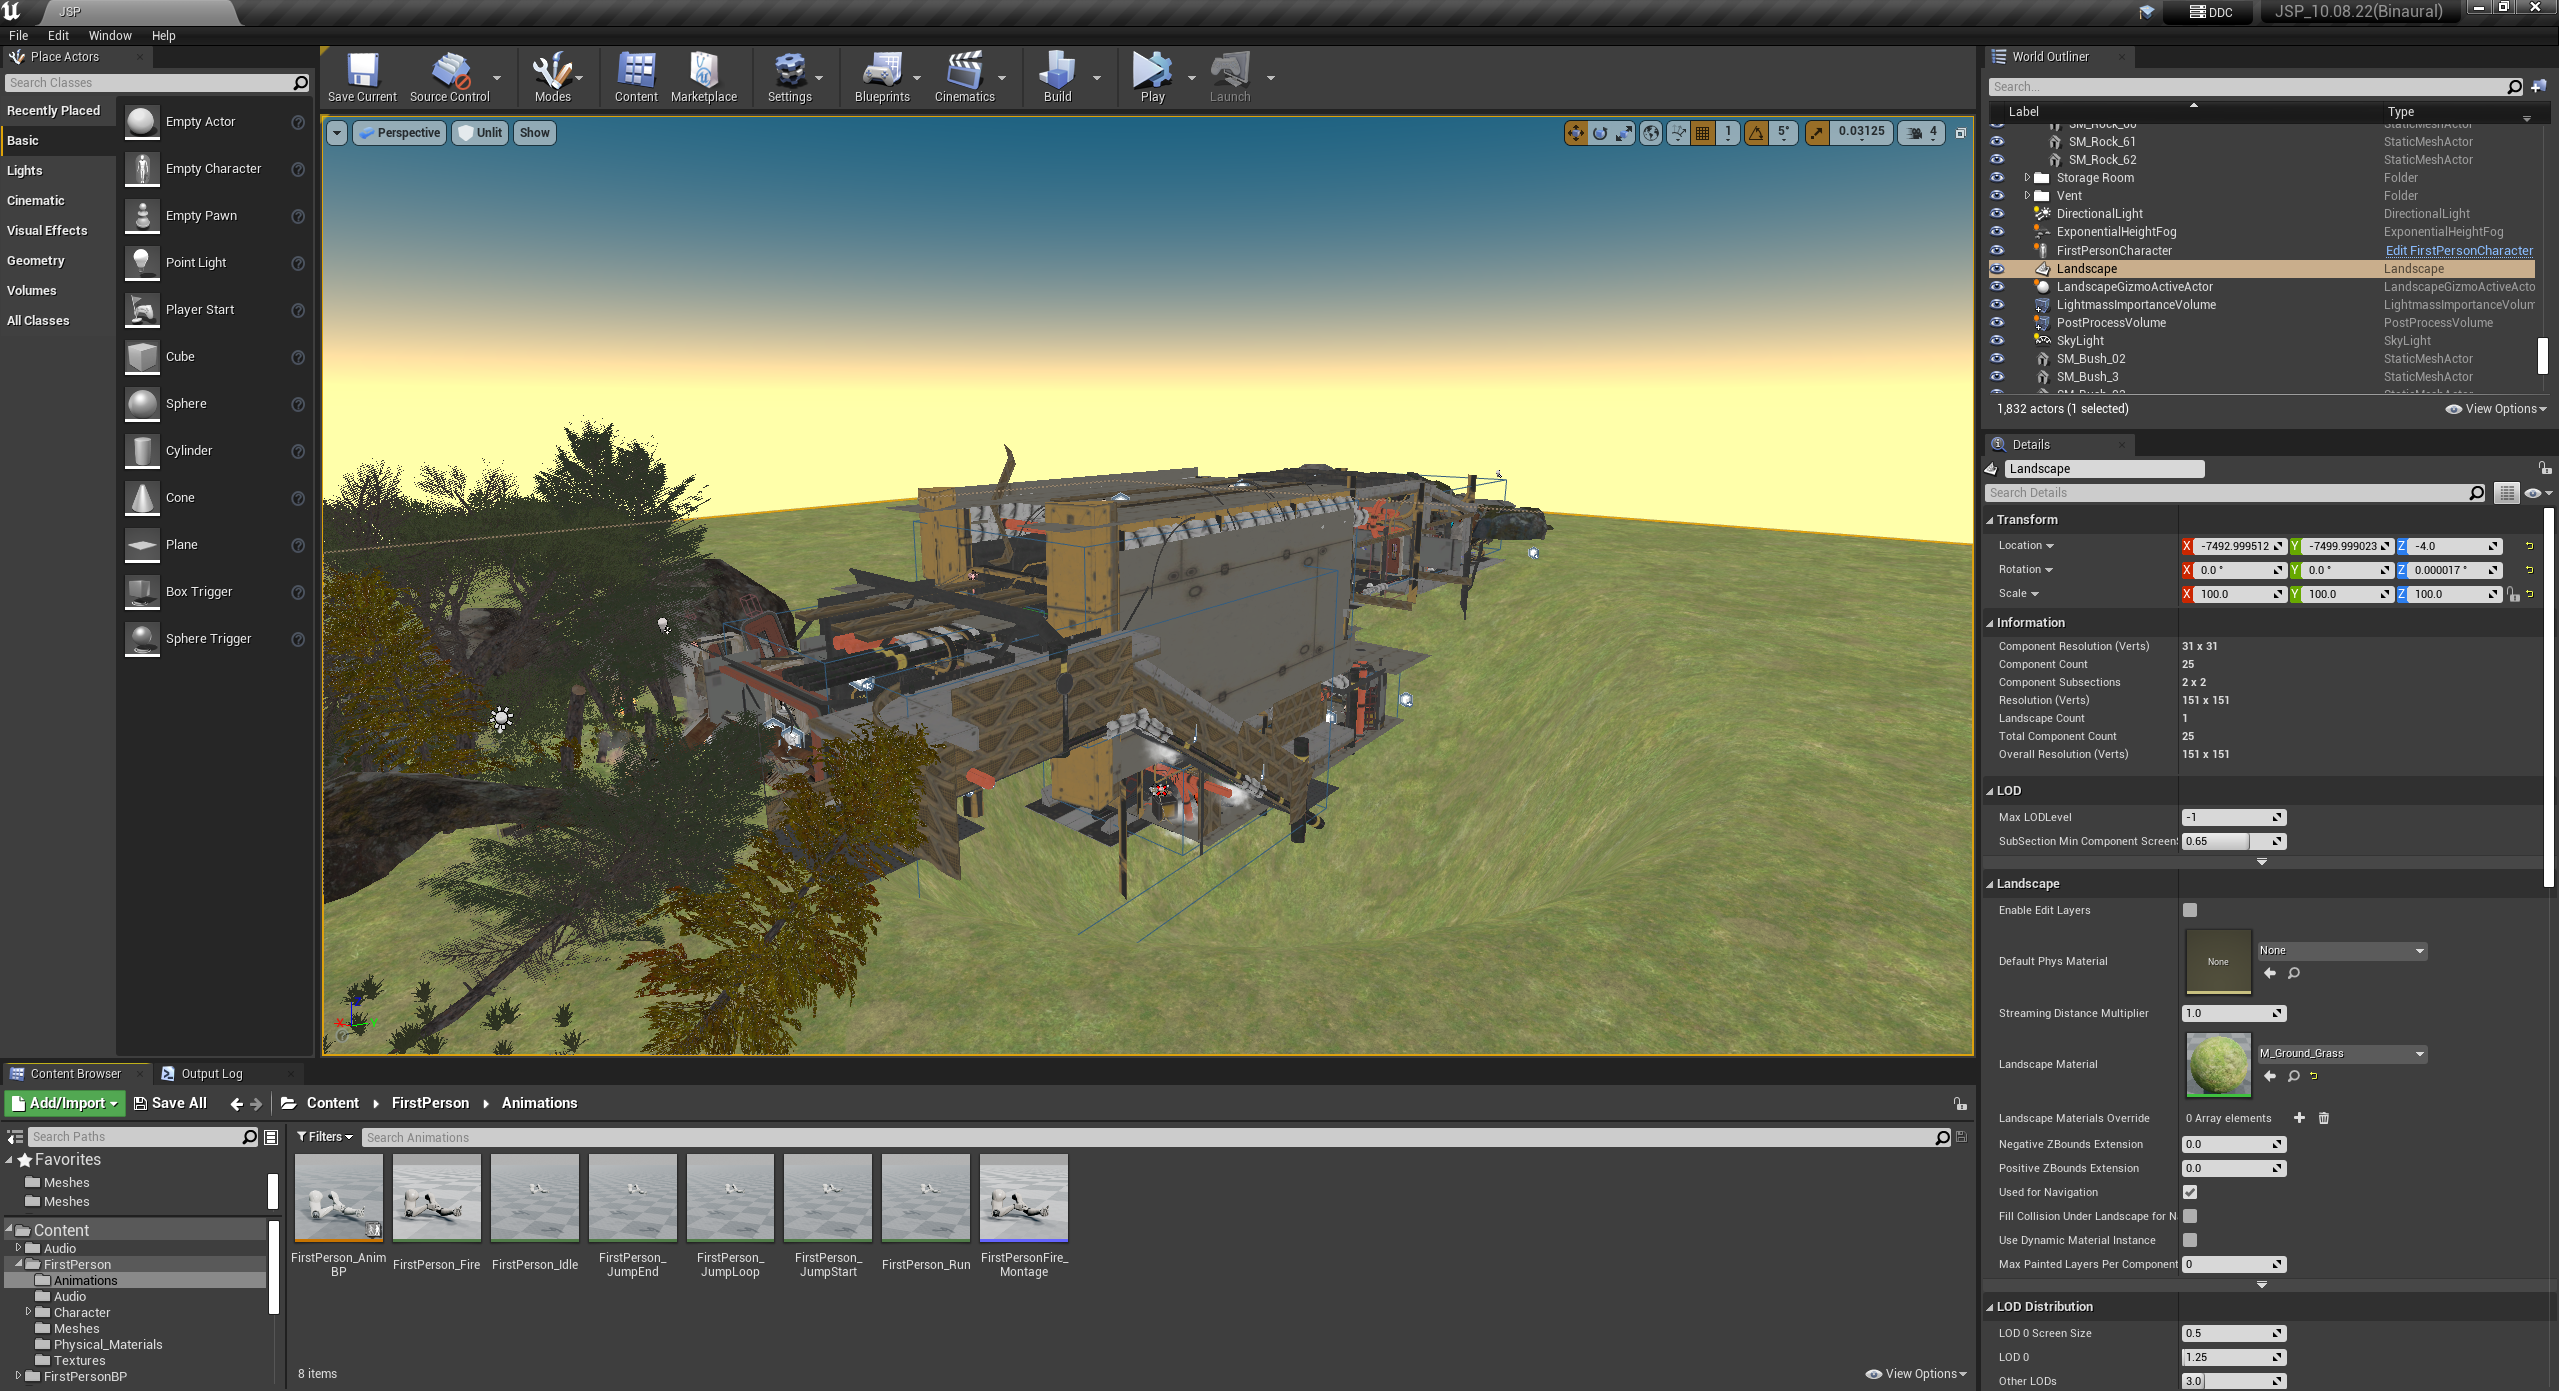 JSP
DDC
JSP_10.08.22(Binaural)
File Edit Window Help
Place Actors
Search Classes
Recently Placed
Basic
Lights
Cinematic
Visual Effects
Geometry
Volumes
All Classes
Empty Actor
Empty Character
Empty Pawn
Point Light
Player Start
Cube
Sphere
Cylinder
Cone
Plane
Box Trigger
Sphere Trigger
Save Current
Source Control
Modes
Content
Marketplace
Settings
Blueprints
Cinematics
Build
Play
Launch
Perspective
Unlit
Show
1
5°
0.03125
4
X
Y
World Outliner
Search...
Label Type
SM_Rock_61 StaticMeshActor
SM_Rock_62 StaticMeshActor
Storage Room Folder
Vent Folder
DirectionalLight DirectionalLight
ExponentialHeightFog ExponentialHeightFog
FirstPersonCharacter Edit FirstPersonCharacter
Landscape Landscape
LandscapeGizmoActiveActor LandscapeGizmoActiveActo
LightmassImportanceVolume LightmassImportanceVolum
PostProcessVolume PostProcessVolume
SkyLight SkyLight
SM_Bush_02 StaticMeshActor
SM_Bush_3 StaticMeshActor
1,832 actors (1 selected)
View Options
Details
Landscape
Search Details
Transform
Location X -7492.999512 Y -7499.999023 Z -4.0
Rotation X 0.0 ° Y 0.0 ° Z 0.000017 °
Scale X 100.0 Y 100.0 Z 100.0
Information
Component Resolution (Verts) 31 x 31
Component Count 25
Component Subsections 2 x 2
Resolution (Verts) 151 x 151
Landscape Count 1
Total Component Count 25
Overall Resolution (Verts) 151 x 151
LOD
Max LODLevel -1
SubSection Min Component Screen 0.65
Landscape
Enable Edit Layers
Default Phys Material None None
Streaming Distance Multiplier 1.0
Landscape Material M_Ground_Grass
Landscape Materials Override 0 Array elements
Negative ZBounds Extension 0.0
Positive ZBounds Extension 0.0
Used for Navigation
Fill Collision Under Landscape for N
Use Dynamic Material Instance
Max Painted Layers Per Component 0
LOD Distribution
LOD 0 Screen Size 0.5
LOD 0 1.25
Other LODs 3.0
Content Browser
Output Log
Add/Import
Save All
Content FirstPerson Animations
Search Paths
Filters
Search Animations
Favorites
Meshes
Meshes
Content
Audio
FirstPerson
Animations
Audio
Character
Meshes
Physical_Materials
Textures
FirstPersonBP
FirstPerson_Anim
BP
FirstPerson_Fire
FirstPerson_Idle
FirstPerson_
JumpEnd
FirstPerson_
JumpLoop
FirstPerson_
JumpStart
FirstPerson_Run
FirstPersonFire_
Montage
8 items
View Options